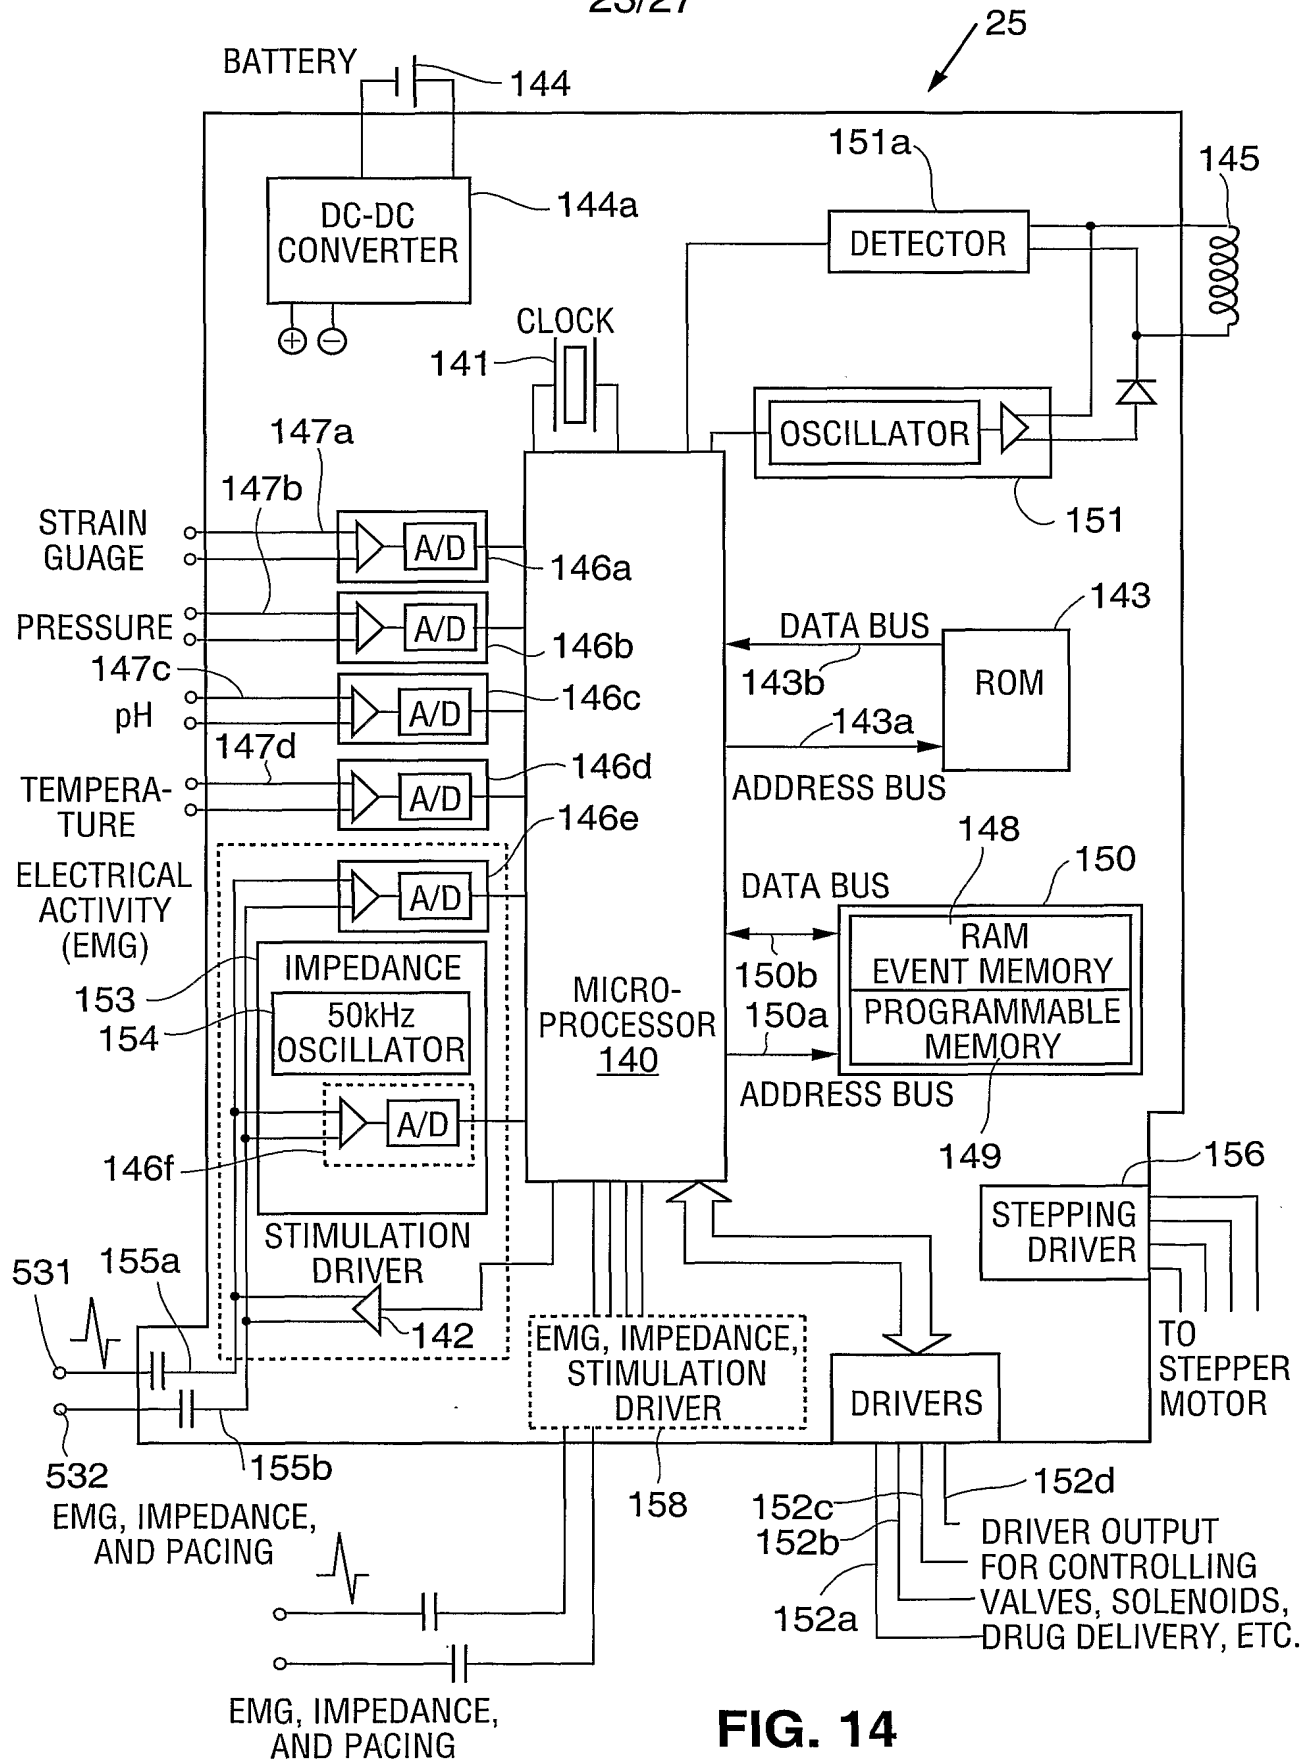 23/27
25
BATTERY
144
151a
145
DC-DC
CONVERTER
144a
DETECTOR
CLOCK
141
OSCILLATOR
151
147a
147b
STRAIN
GUAGE
A/D
146a
PRESSURE
A/D
146b
147c
pH
A/D
146c
147d
TEMPERA-
TURE
A/D
146d
146e
DATA BUS
143b
143
ROM
143a
ADDRESS BUS
ELECTRICAL
ACTIVITY
(EMG)
A/D
148
150
DATA BUS
150b
RAM
EVENT MEMORY
PROGRAMMABLE
MEMORY
150a
ADDRESS BUS
149
153
IMPEDANCE
154
50kHz
OSCILLATOR
MICRO-
PROCESSOR
140
A/D
146f
156
STEPPING
DRIVER
STIMULATION
DRIVER
142
531
155a
532
155b
EMG, IMPEDANCE,
AND PACING
EMG, IMPEDANCE,
STIMULATION
DRIVER
158
DRIVERS
TO
STEPPER
MOTOR
152c
152b
152a
152d
DRIVER OUTPUT
FOR CONTROLLING
VALVES, SOLENOIDS,
DRUG DELIVERY, ETC.
EMG, IMPEDANCE,
AND PACING
FIG. 14